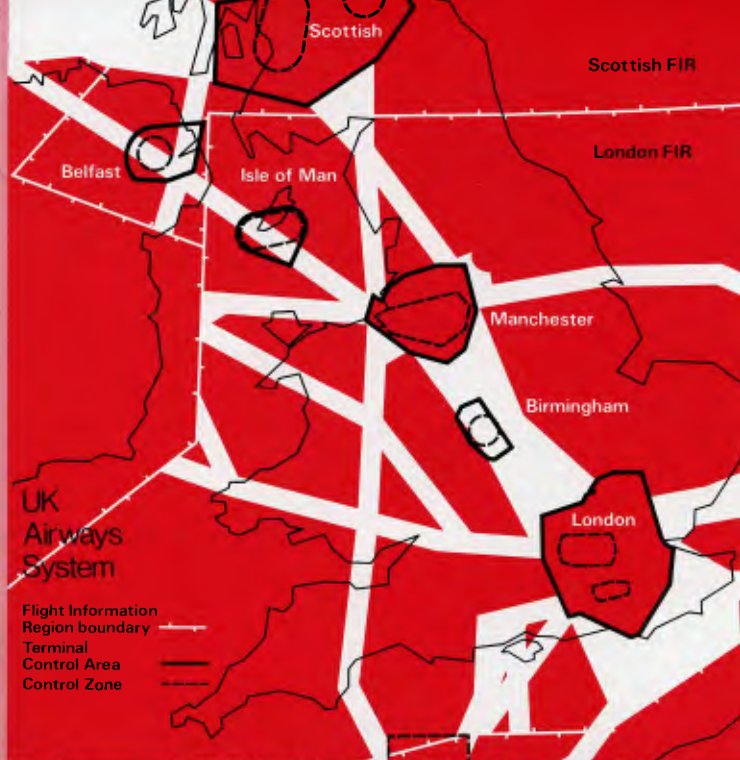 Scottish
Scottish FIR
London FIR
Belfast
Isle of Man
Manchester
Birmingham
London
UK
Airways
System
Flight Information
Region boundary
Terminal
Control Area
Control Zone